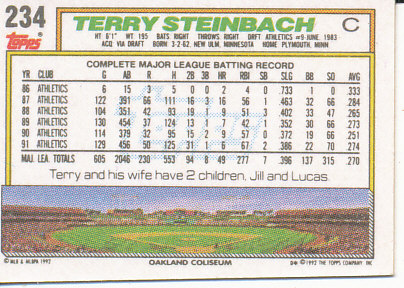 234
Topps
TERRY STEINBACH C
HT 6'1" WT 195 BATS RIGHT THROWS RIGHT DRFT ATHLETICS #9-JUNE, 1983
ACQ VIA DRAFT BORN 3-2-62, NEW ULM, MINNESOTA HOME PLYMOUTH, MINN
COMPLETE MAJOR LEAGUE BATTING RECORD
YR CLUB G AB R H 2B 3B HR RBI SB SLG BB SO AVG
86 ATHLETICS 6 15 3 5 0 0 2 4 0 .733 1 0 .333
87 ATHLETICS 122 391 66 111 16 3 16 56 1 .463 32 66 .284
88 ATHLETICS 104 351 42 93 19 1 9 51 3 .402 33 47 .265
89 ATHLETICS 130 454 37 124 13 1 7 42 1 .352 30 66 .273
90 ATHLETICS 114 379 32 95 15 2 9 57 0 .372 19 66 .251
91 ATHLETICS 129 456 50 125 31 1 6 67 2 .386 22 70 .274
MAJ. LEA. TOTALS 605 2046 230 553 94 8 49 277 7 .396 137 315 .270
Terry and his wife have 2 children, Jill and Lucas.
© MLB & MLBPA 1992 OAKLAND COLISEUM © 1992 THE TOPPS COMPANY, INC